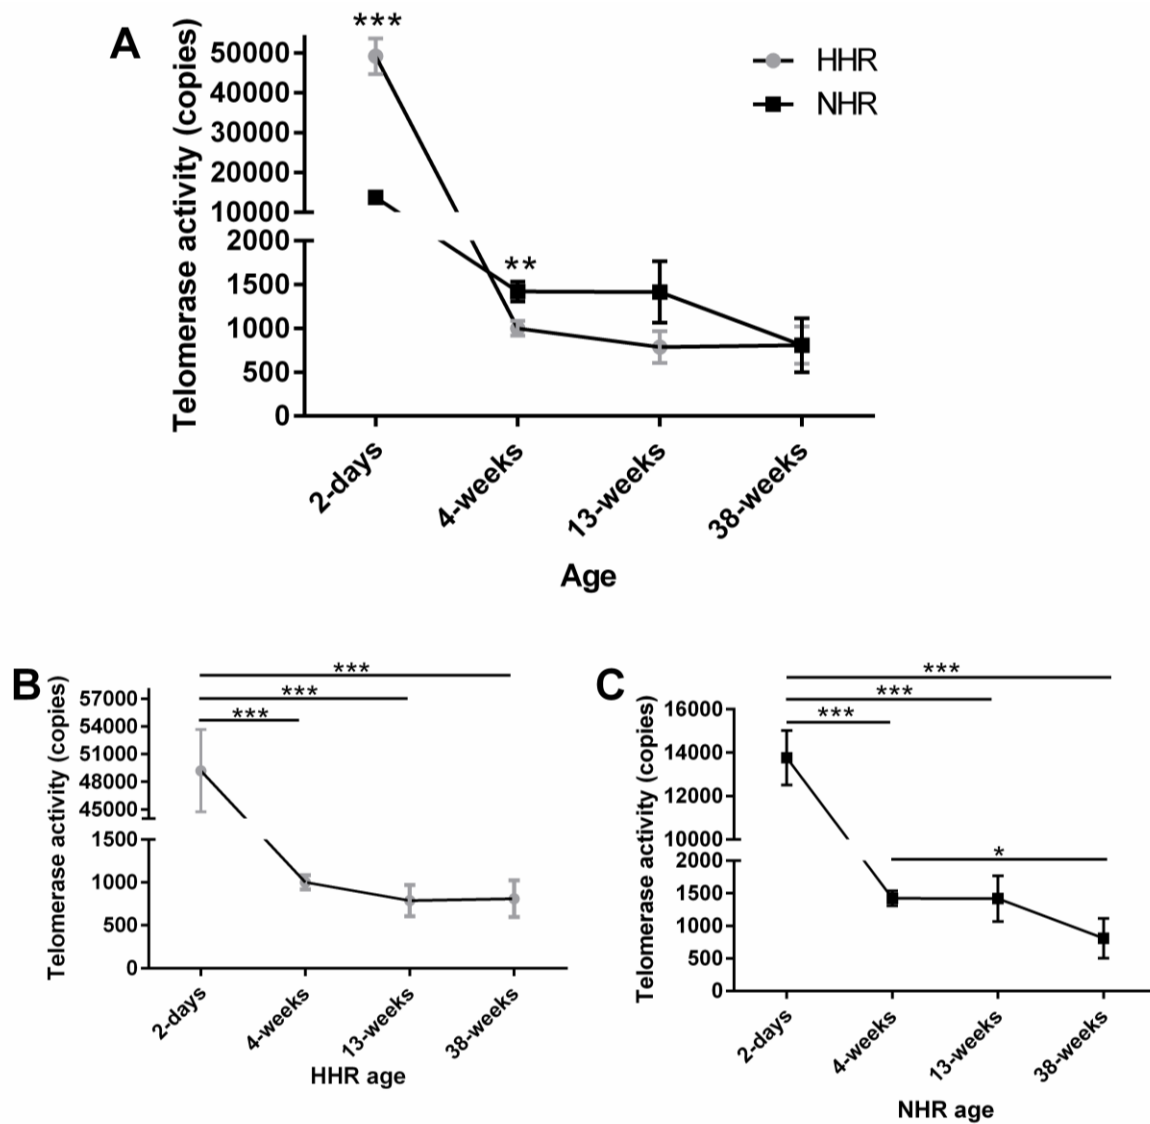 A
Telomerase activity (copies)
***
50000
40000
30000
20000
10000
2000
1500
1000
500
0
**
HHR
NHR
2-days
4-weeks
13-weeks
38-weeks
Age
B
Telomerase activity (copies)
***
***
***
57000
54000
51000
48000
45000
1500
1000
500
0
2-days
4-weeks
13-weeks
38-weeks
HHR age
C
Telomerase activity (copies)
***
***
***
16000
14000
12000
10000
2000
1500
1000
500
0
*
2-days
4-weeks
13-weeks
38-weeks
NHR age